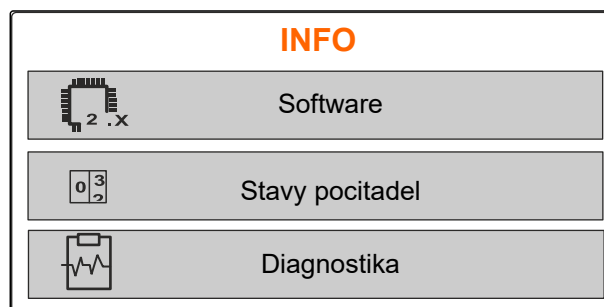 INFO
2.x
Software
0 3
2
Stavy pocitadel
Diagnostika